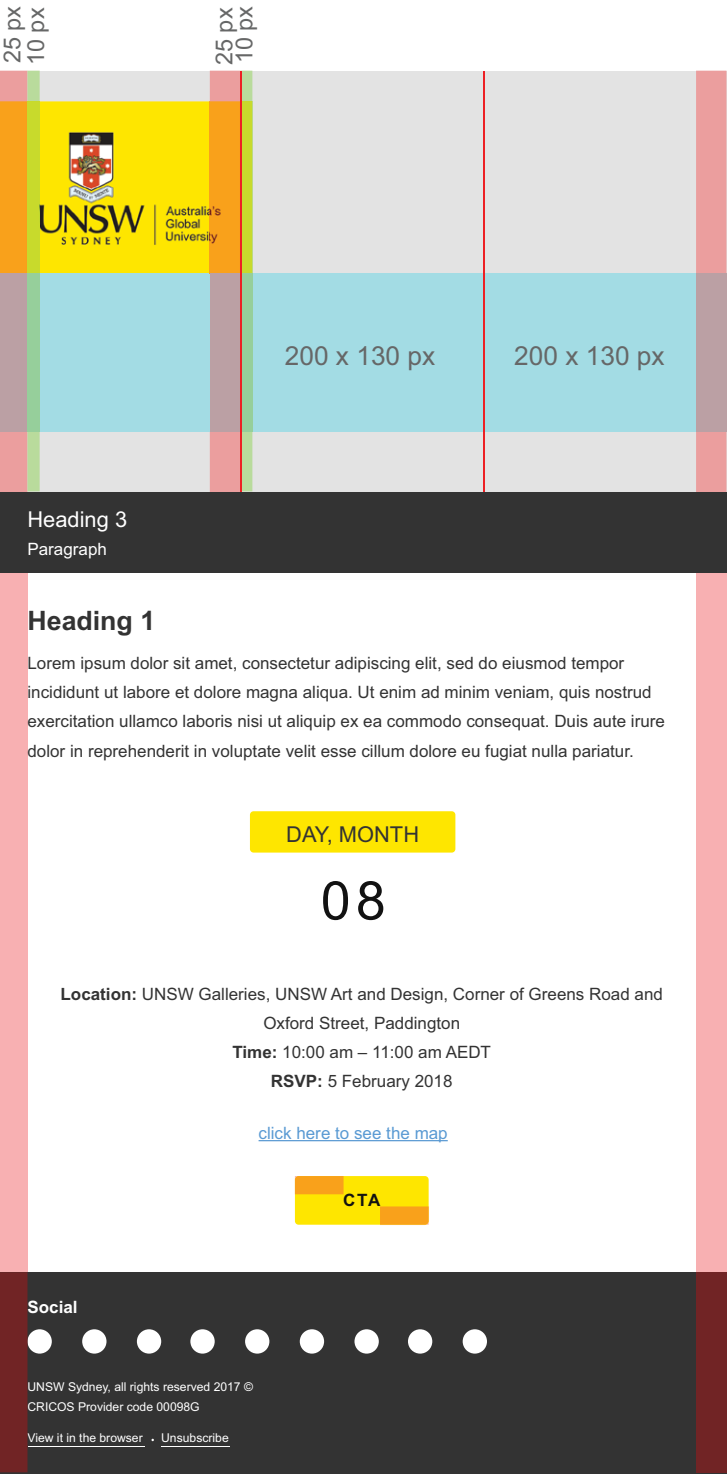 25 px
10 px
25 px
10 px
UNSW
SYDNEY
Australia's
Global
University
200 x 130 px
200 x 130 px
Heading 3
Paragraph
Heading 1
Lorem ipsum dolor sit amet, consectetur adipiscing elit, sed do eiusmod tempor
incididunt ut labore et dolore magna aliqua. Ut enim ad minim veniam, quis nostrud
exercitation ullamco laboris nisi ut aliquip ex ea commodo consequat. Duis aute irure
dolor in reprehenderit in voluptate velit esse cillum dolore eu fugiat nulla pariatur.
DAY, MONTH
08
Location: UNSW Galleries, UNSW Art and Design, Corner of Greens Road and
Oxford Street, Paddington
Time: 10:00 am – 11:00 am AEDT
RSVP: 5 February 2018
click here to see the map
CTA
Social
UNSW Sydney, all rights reserved 2017 ©
CRICOS Provider code 00098G
View it in the browser · Unsubscribe